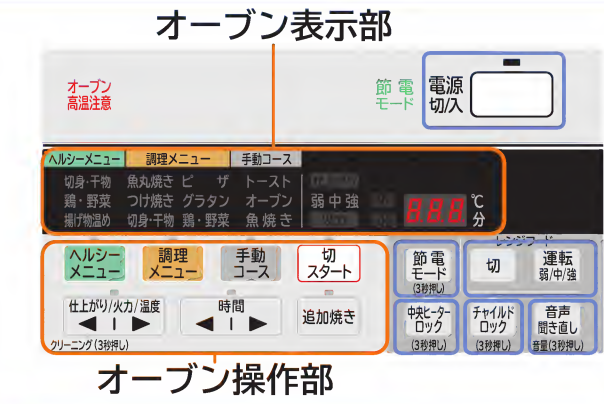 オーブン表示部
オーブン
高温注意
節電
モード
電源
切/入
ヘルシーメニュー 調理メニュー 手動コース
切身・干物 魚丸焼き ピザ トースト
鶏・野菜 つけ焼き グラタン オーブン 弱中強
揚げ物温め 切身・干物 鶏・野菜 魚焼き
888 ℃
分
レンジフード
ヘルシー
メニュー
調理
メニュー
手動
コース
切
スタート
節電
モード
(3秒押し)
切
運転
弱/中/強
仕上がり/火力/温度
時間
追加焼き
クリーニング(3秒押し)
中央ヒーター
ロック
(3秒押し)
チャイルド
ロック
(3秒押し)
音声
聞き直し
音量(3秒押し)
オーブン操作部